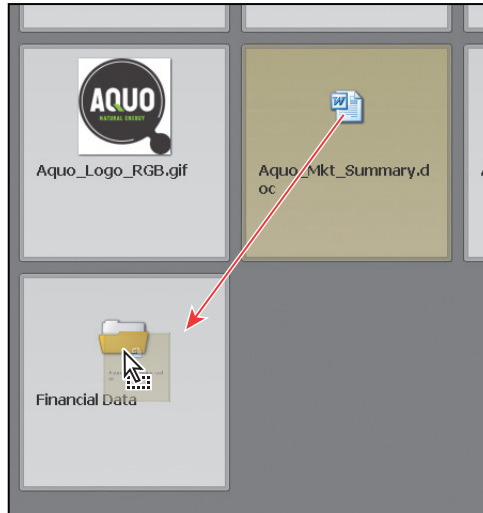 AQUO
NATURAL ENERGY
Aquo_Logo_RGB.gif
Aquo_Mkt_Summary.d
oc
Financial Data